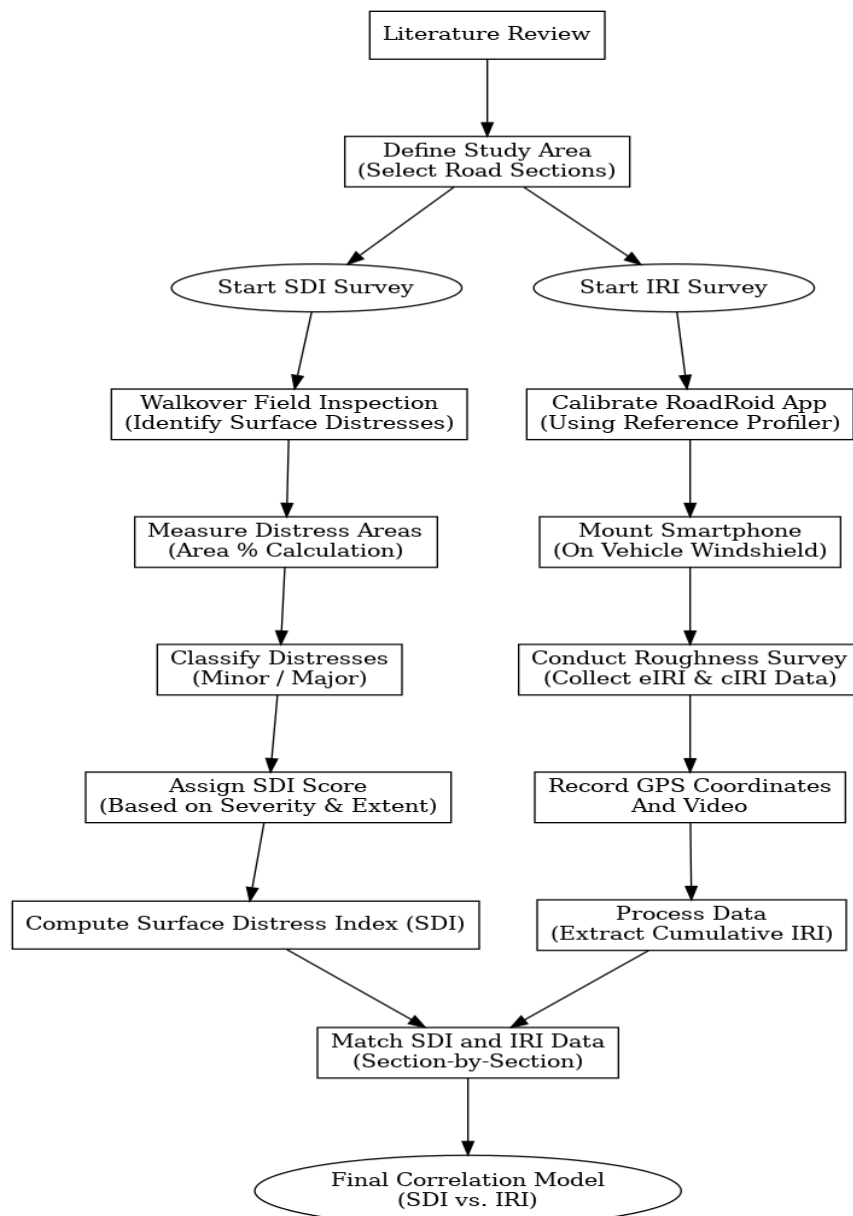 Literature Review
Define Study Area
(Select Road Sections)
Start SDI Survey
Start IRI Survey
Walkover Field Inspection
(Identify Surface Distresses)
Calibrate RoadRoid App
(Using Reference Profiler)
Measure Distress Areas
(Area % Calculation)
Mount Smartphone
(On Vehicle Windshield)
Classify Distresses
(Minor / Major)
Conduct Roughness Survey
(Collect eIRI & cIRI Data)
Assign SDI Score
(Based on Severity & Extent)
Record GPS Coordinates
And Video
Compute Surface Distress Index (SDI)
Process Data
(Extract Cumulative IRI)
Match SDI and IRI Data
(Section-by-Section)
Final Correlation Model
(SDI vs. IRI)